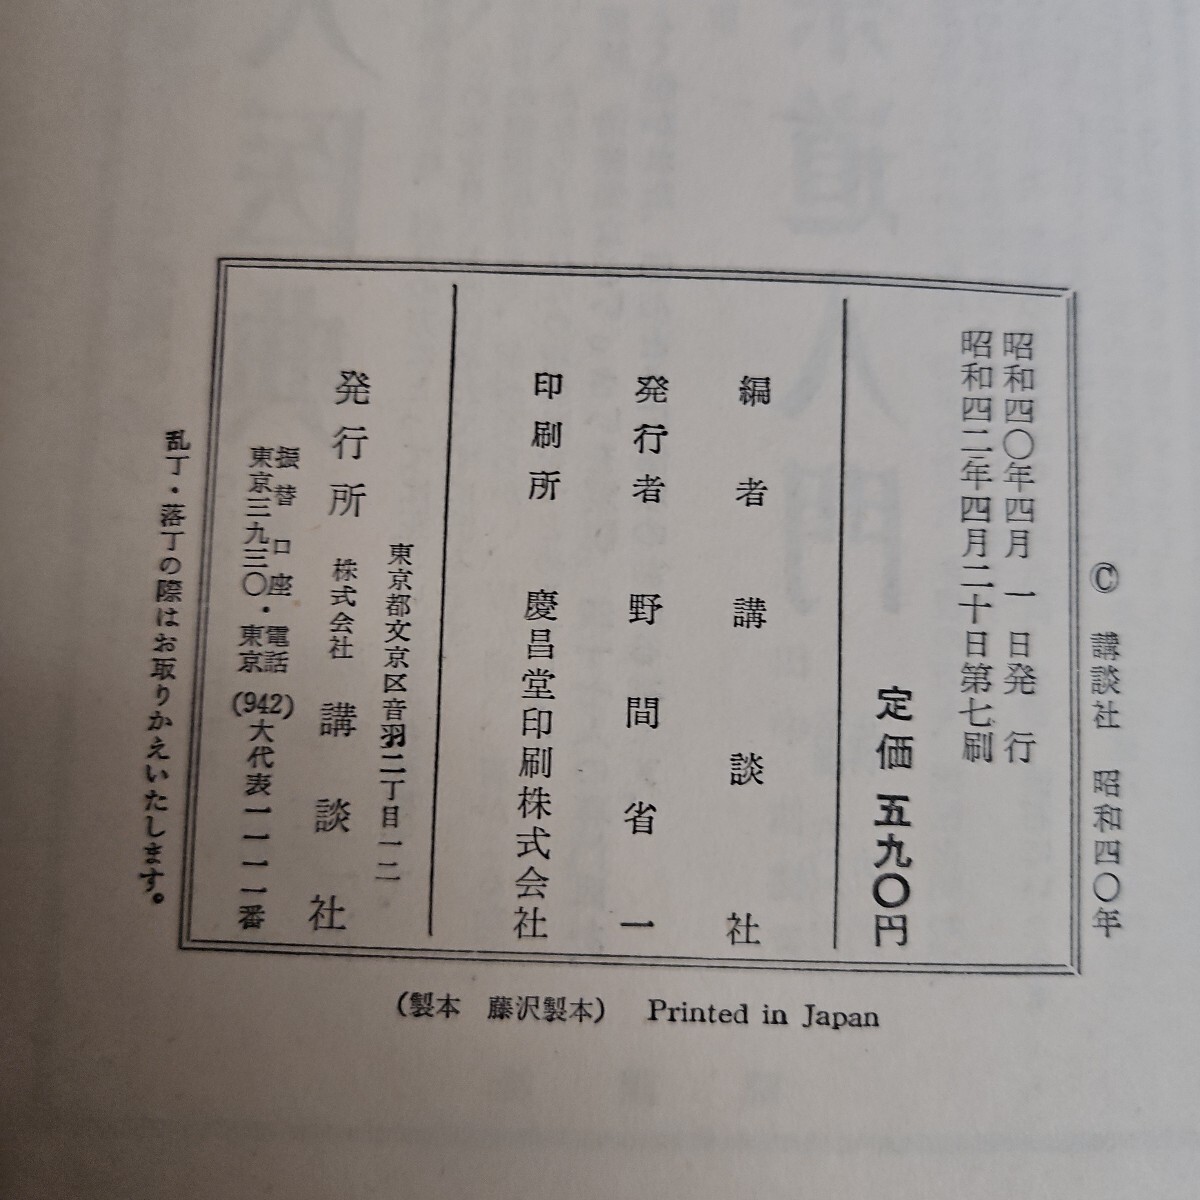 © 講談社 昭和四〇年
昭和四〇年四月一日発行
昭和四二年四月二十日第七刷
定価 五九〇円
編者 講談社
発行者 野間省一
印刷所 慶昌堂印刷株式会社
東京都文京区音羽二丁目一二
発行所 株式会社 講談社
振替口座・電話
東京三九三〇・東京(942)大代表一一一一番
乱丁・落丁の際はお取りかえいたします。
(製本 藤沢製本) Printed in Japan